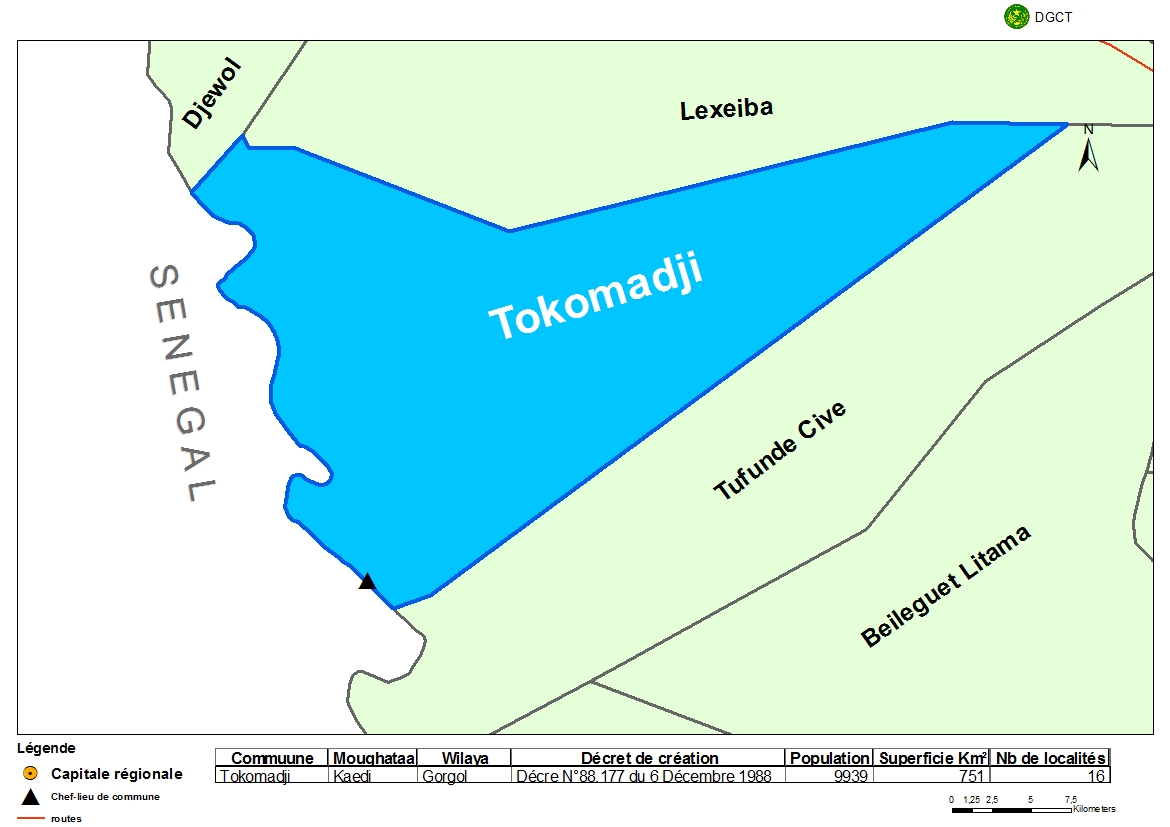 DGCT
Djewol
Lexeiba
N
Tokomadji
SENEGAL
Tufunde Cive
Beileguet Litama
Légende
Capitale régionale
Chef-lieu de commune
routes
Commuune Moughataa Wilaya Décret de création Population Superficie Km² Nb de localités
Tokomadji Kaedi Gorgol Décre N°88.177 du 6 Décembre 1988 9939 751 16
0 1,25 2,5 5 7,5
Kilometers